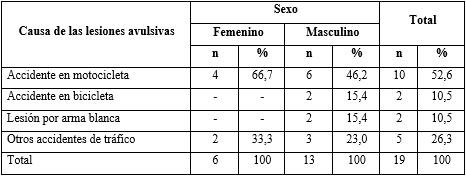 Causa de las lesiones avulsivas Sexo Total
Femenino Masculino
n % n % n %
Accidente en motocicleta 4 66,7 6 46,2 10 52,6
Accidente en bicicleta - - 2 15,4 2 10,5
Lesión por arma blanca - - 2 15,4 2 10,5
Otros accidentes de tráfico 2 33,3 3 23,0 5 26,3
Total 6 100 13 100 19 100